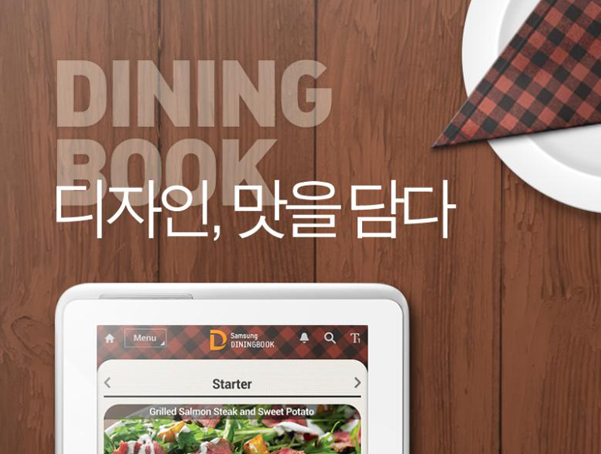 DINING
BOOK
디자인, 맛을 담다
Menu
Samsung
DININGBOOK
Tt
Starter
Grilled Salmon Steak and Sweet Potato